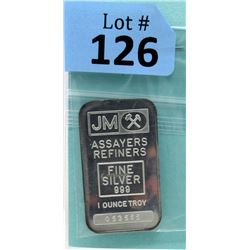 Lot #
126
JM
ASSAYERS
REFINERS
FINE
SILVER
999
1 OUNCE TROY